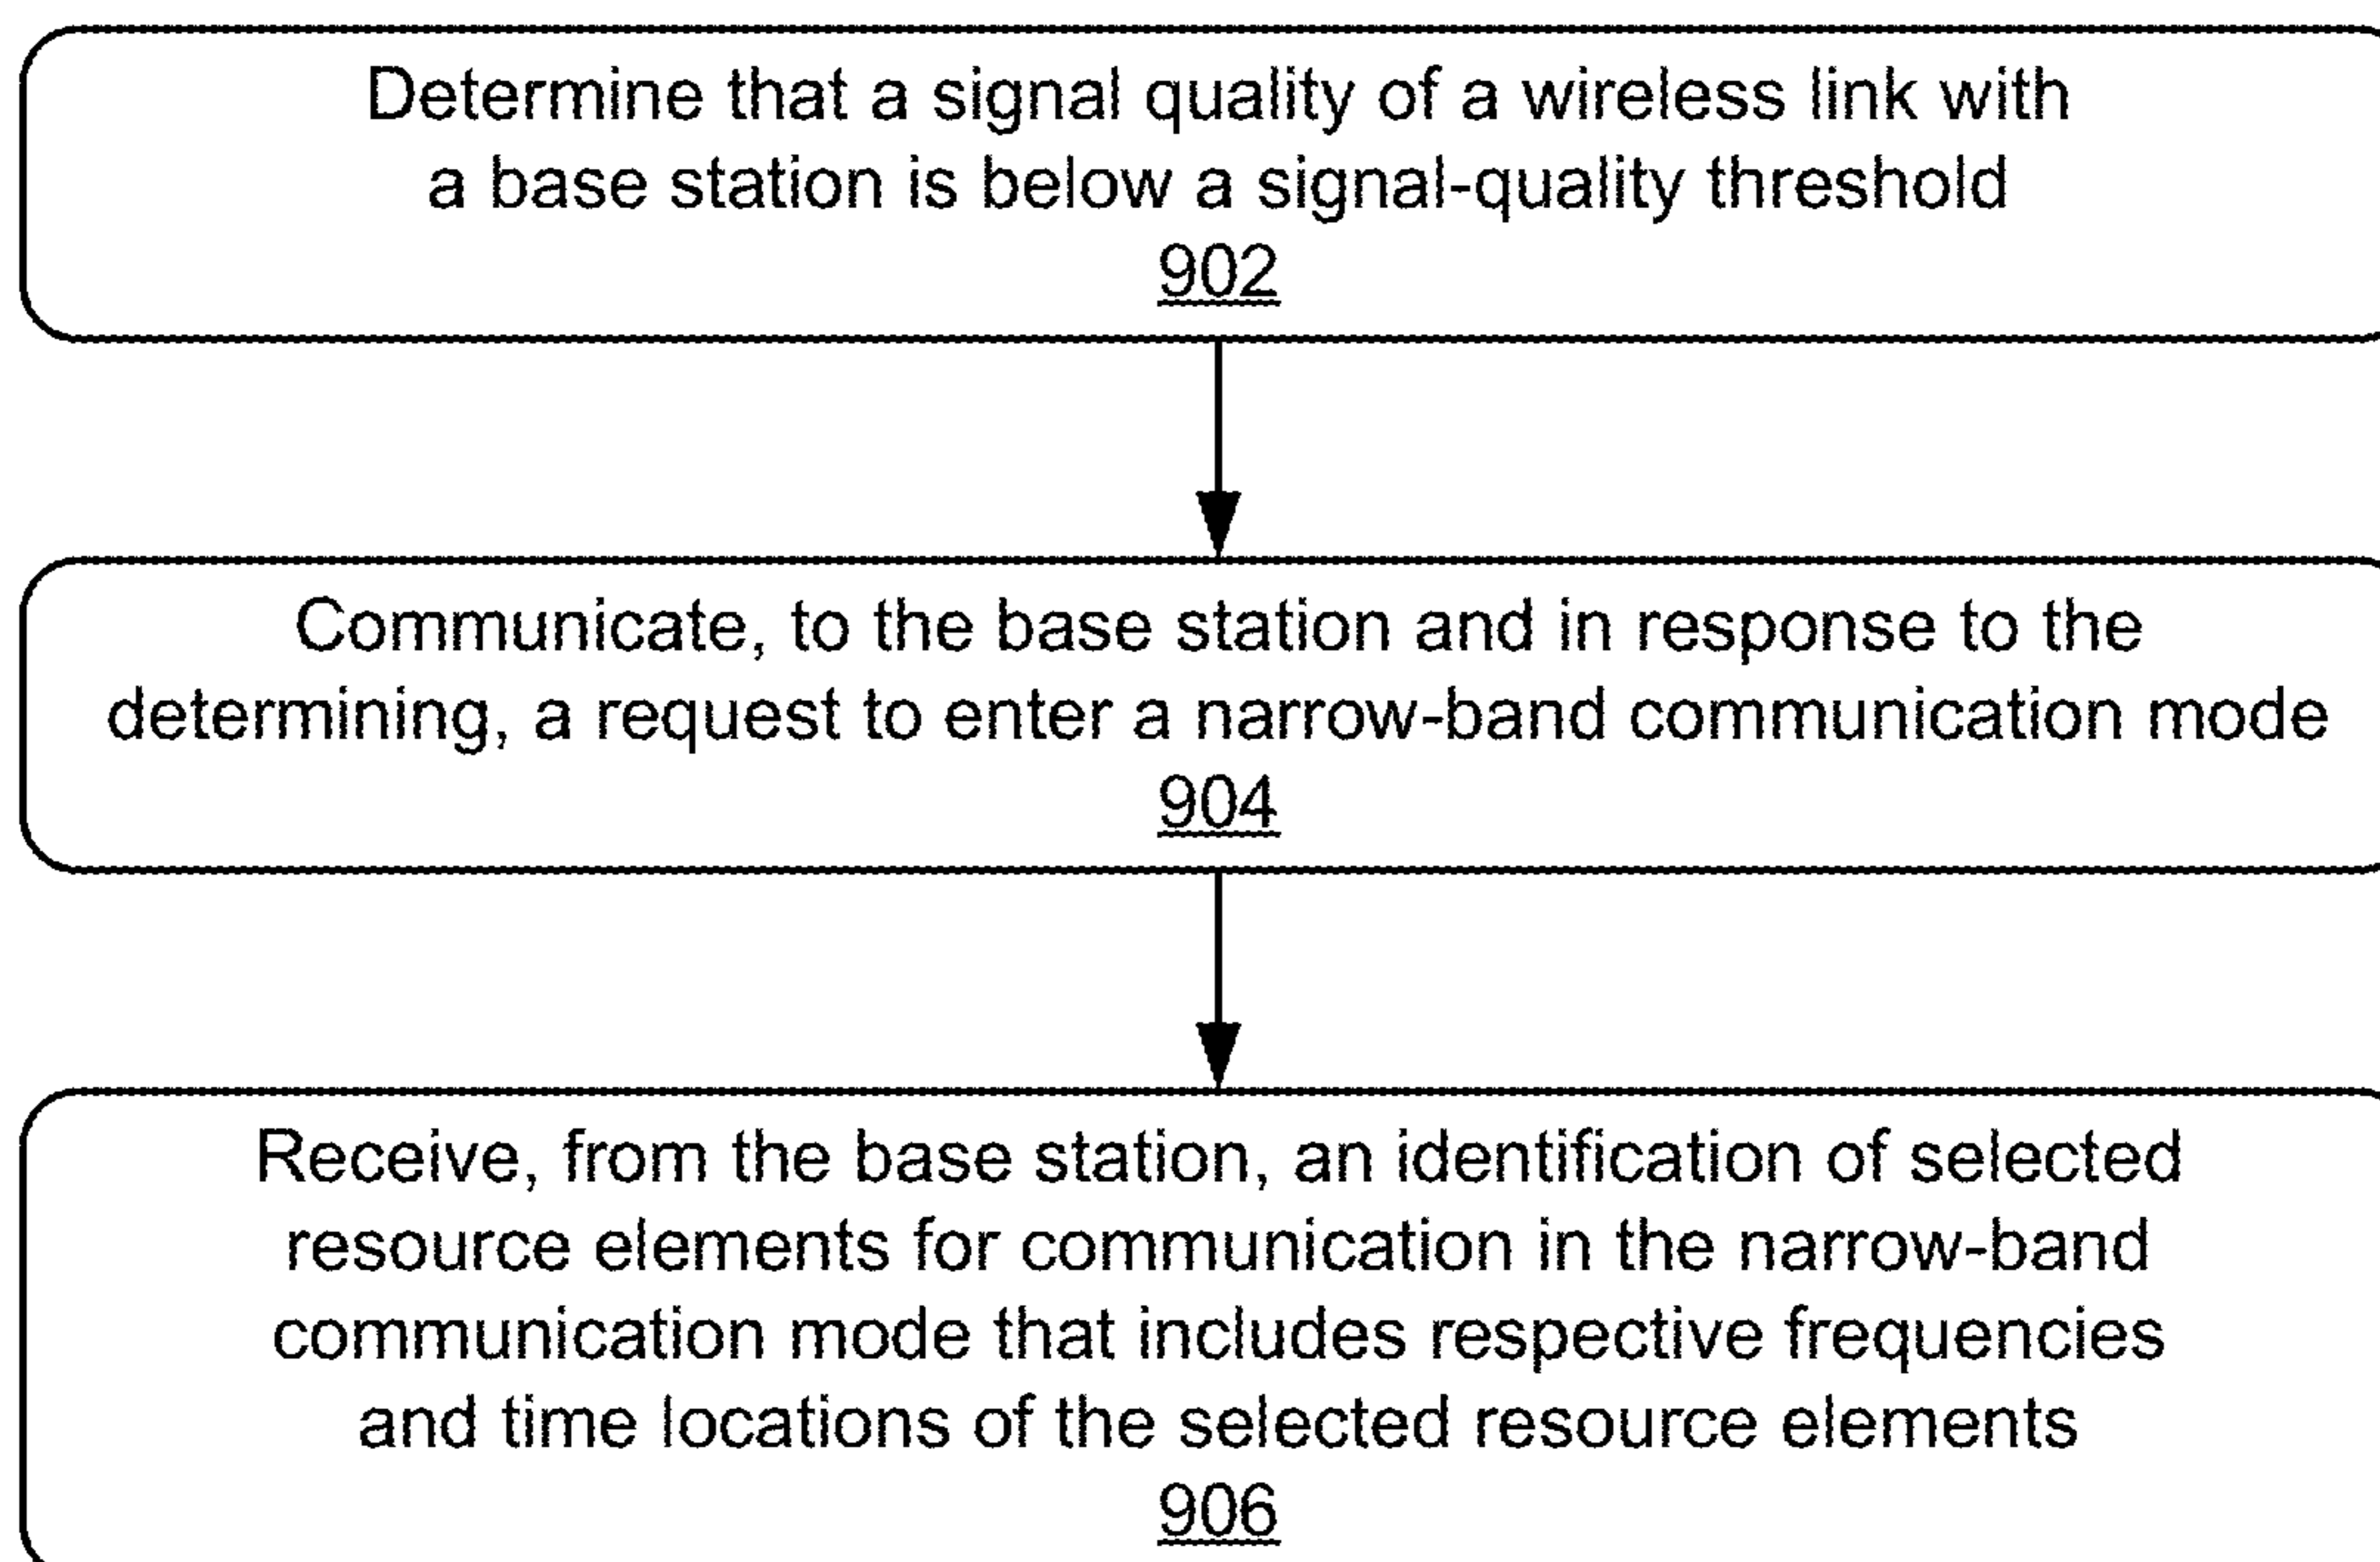 Determine that a signal quality of a wireless link with
a base station is below a signal-quality threshold
902
Communicate, to the base station and in response to the
determining, a request to enter a narrow-band communication mode
904
Receive, from the base station, an identification of selected
resource elements for communication in the narrow-band
communication mode that includes respective frequencies
and time locations of the selected resource elements
906